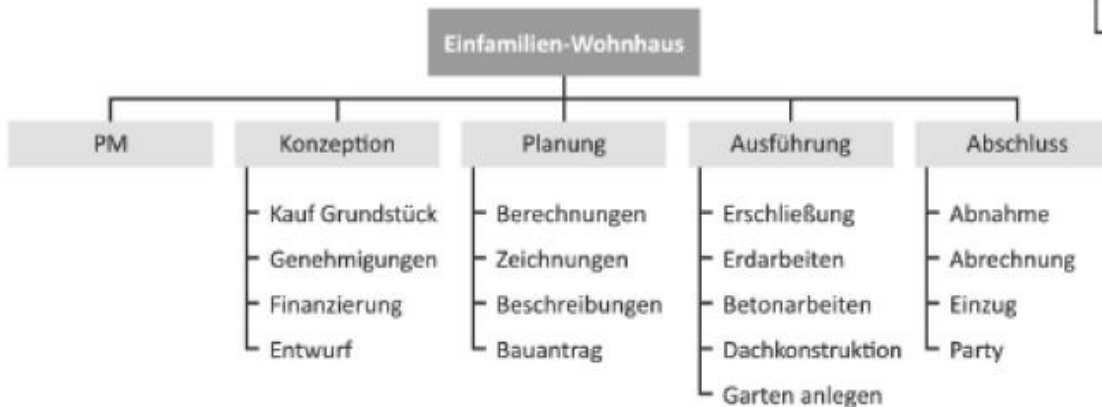 Einfamilien-Wohnhaus
PM
Konzeption
Kauf Grundstück
Genehmigungen
Finanzierung
Entwurf
Planung
Berechnungen
Zeichnungen
Beschreibungen
Bauantrag
Ausführung
Erschließung
Erdarbeiten
Betonarbeiten
Dachkonstruktion
Garten anlegen
Abschluss
Abnahme
Abrechnung
Einzug
Party